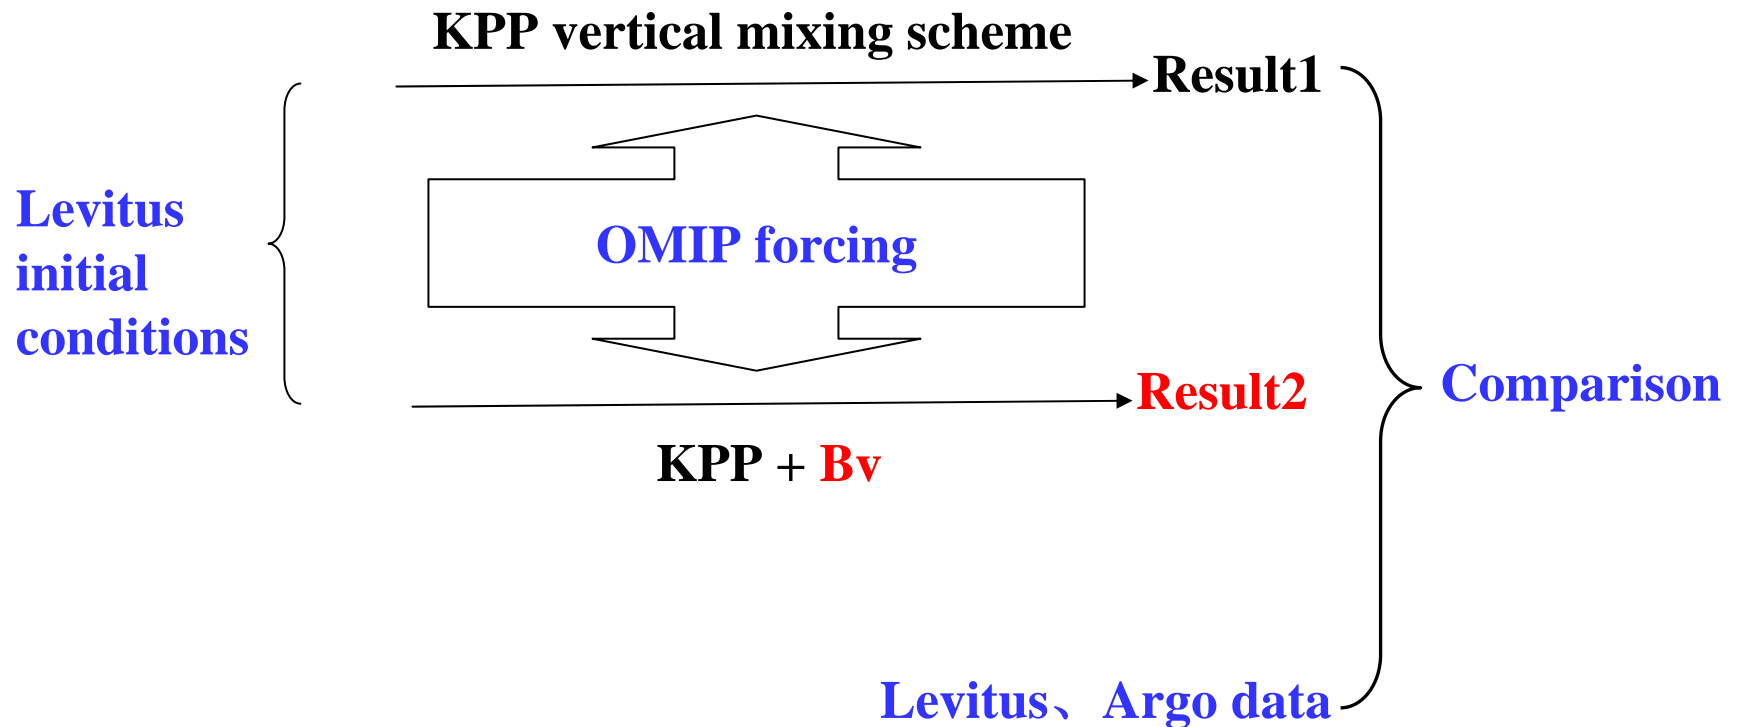 KPP vertical mixing scheme
Result1
Levitus
initial
conditions
OMIP forcing
Result2
Comparison
KPP + Bv
Levitus、Argo data